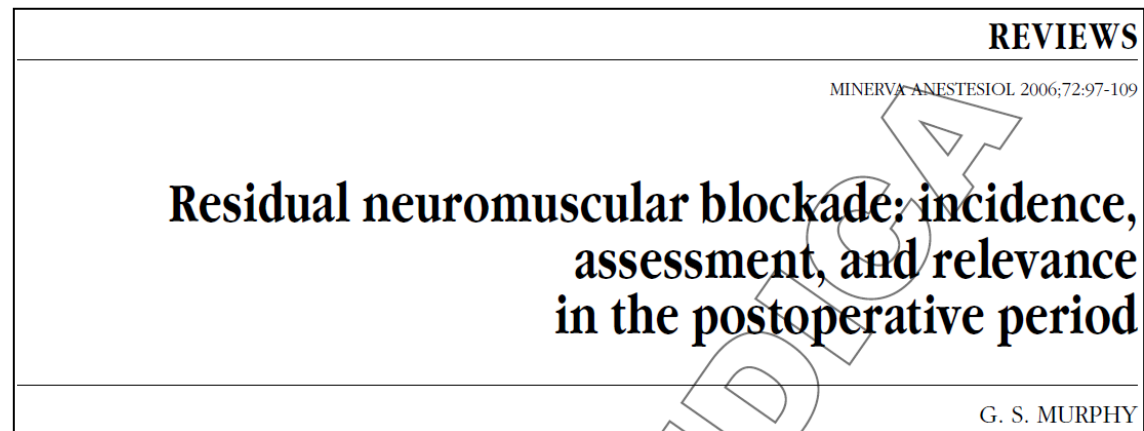 REVIEWS
MINERVA ANESTESIOL 2006;72:97-109
Residual neuromuscular blockade: incidence,
assessment, and relevance
in the postoperative period
G. S. MURPHY
DICA